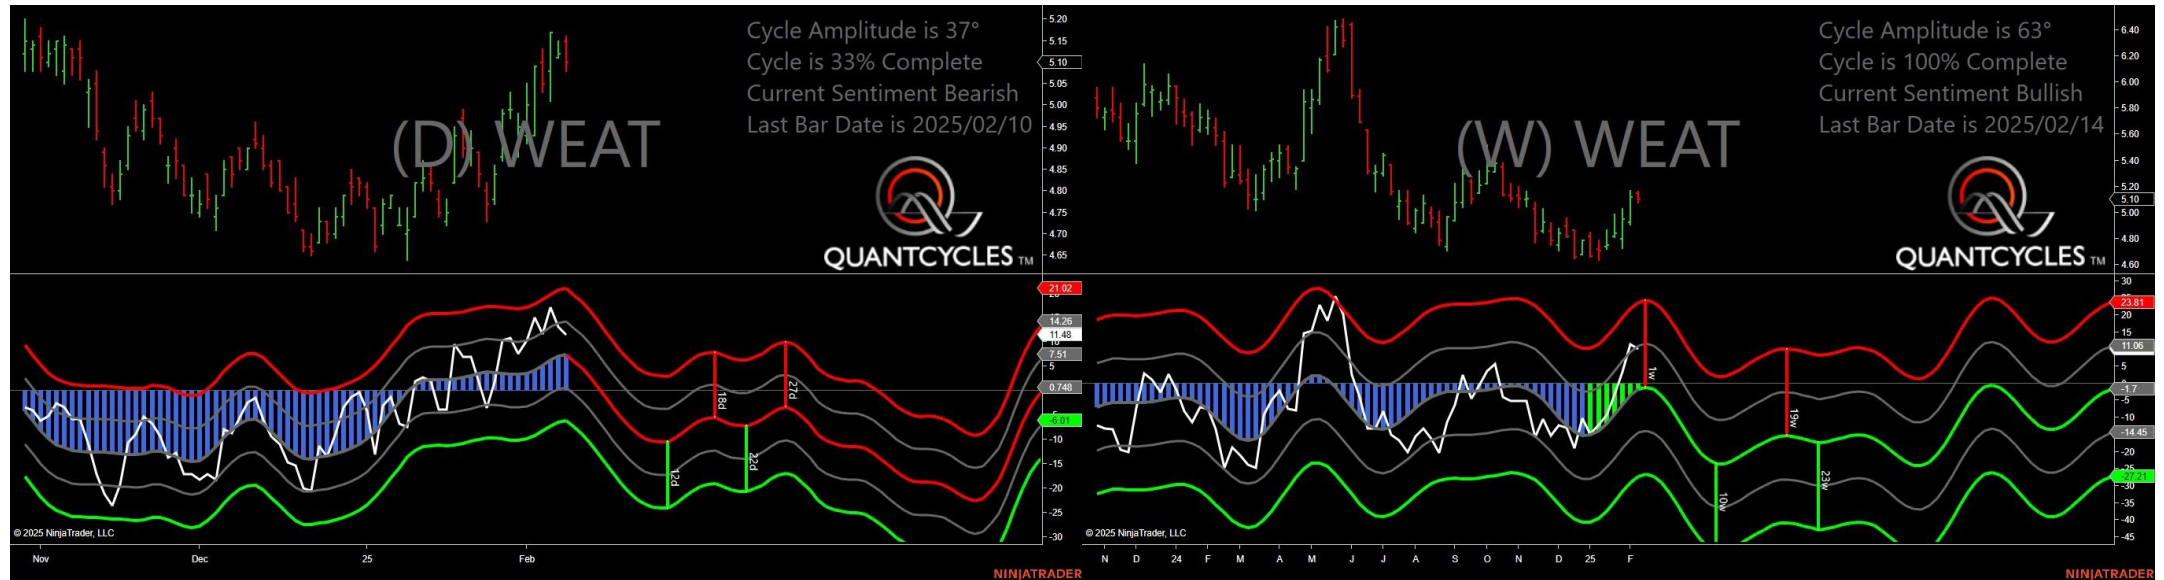 Cycle Amplitude is 37°
Cycle is 33% Complete
Current Sentiment Bearish
Last Bar Date is 2025/02/10
(D) WEAT
QUANTCYCLES TM
5.20
5.15
5.10
5.05
5.00
4.95
4.90
4.85
4.80
4.75
4.70
4.65
21.02
14.26
11.48
10
7.51
5
0.748
-6.01
-10
-15
-20
-25
-30
12d
18d
22d
27d
© 2025 NinjaTrader, LLC
Nov
Dec
25
Feb
NINJATRADER
Cycle Amplitude is 63°
Cycle is 100% Complete
Current Sentiment Bullish
Last Bar Date is 2025/02/14
(W) WEAT
QUANTCYCLES TM
6.40
6.20
6.00
5.80
5.60
5.40
5.20
5.10
5.00
4.80
4.60
30
23.81
20
15
11.06
5
-1.7
-5
-10
-14.45
-20
-25
-27.21
-30
-35
-40
-45
1w
10w
19w
23w
© 2025 NinjaTrader, LLC
N D 24 F M A M J J A S O N D 25 F
NINJATRADER